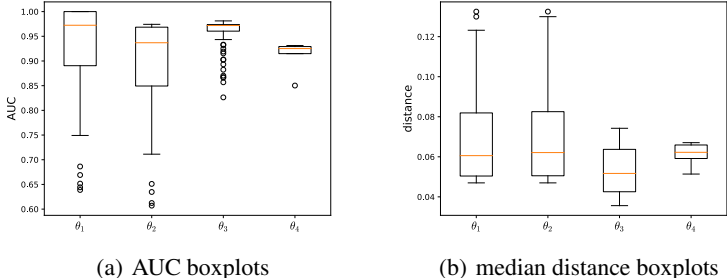 1.00
0.95
0.90
0.85
0.80
0.75
0.70
0.65
0.60
AUC
θ1 θ2 θ3 θ4
(a) AUC boxplots
0.12
0.10
0.08
0.06
0.04
distance
θ1 θ2 θ3 θ4
(b) median distance boxplots